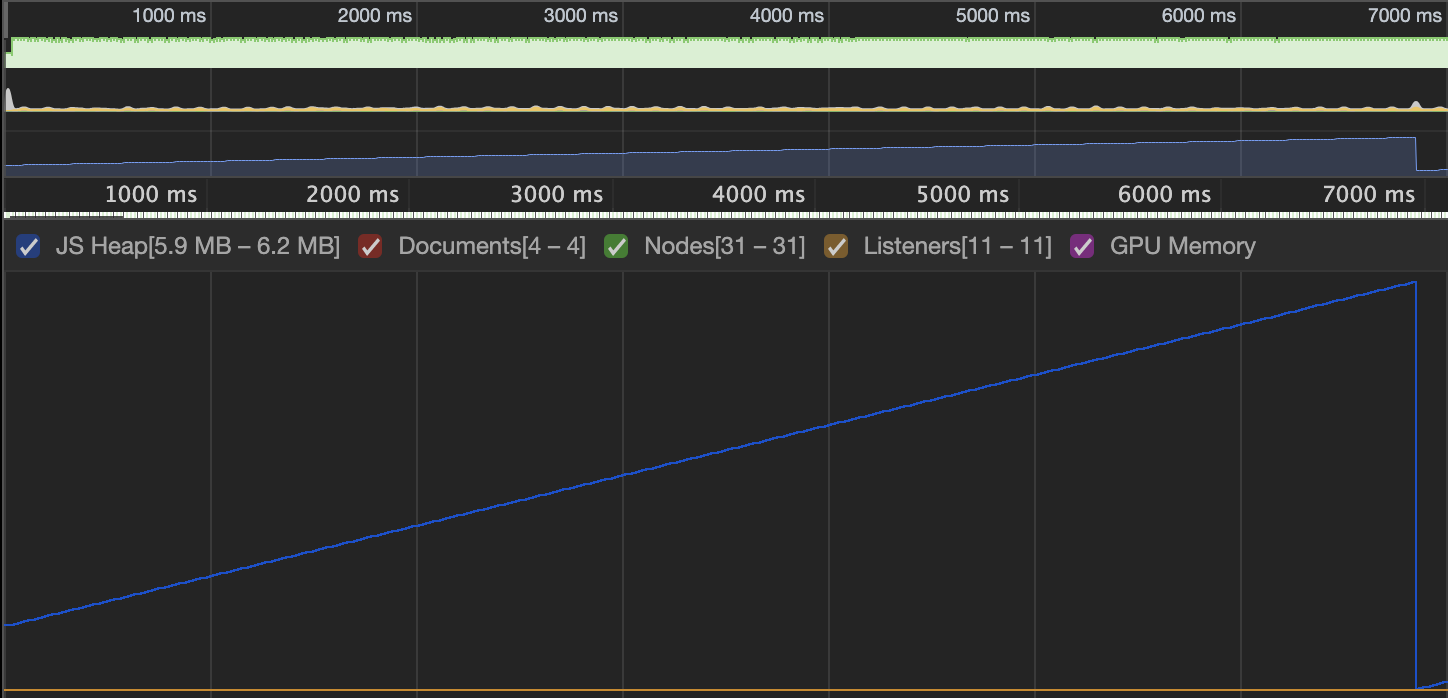 1000 ms 2000 ms 3000 ms 4000 ms 5000 ms 6000 ms 7000 ms
1000 ms 2000 ms 3000 ms 4000 ms 5000 ms 6000 ms 7000 ms
JS Heap[5.9 MB – 6.2 MB] Documents[4 – 4] Nodes[31 – 31] Listeners[11 – 11] GPU Memory